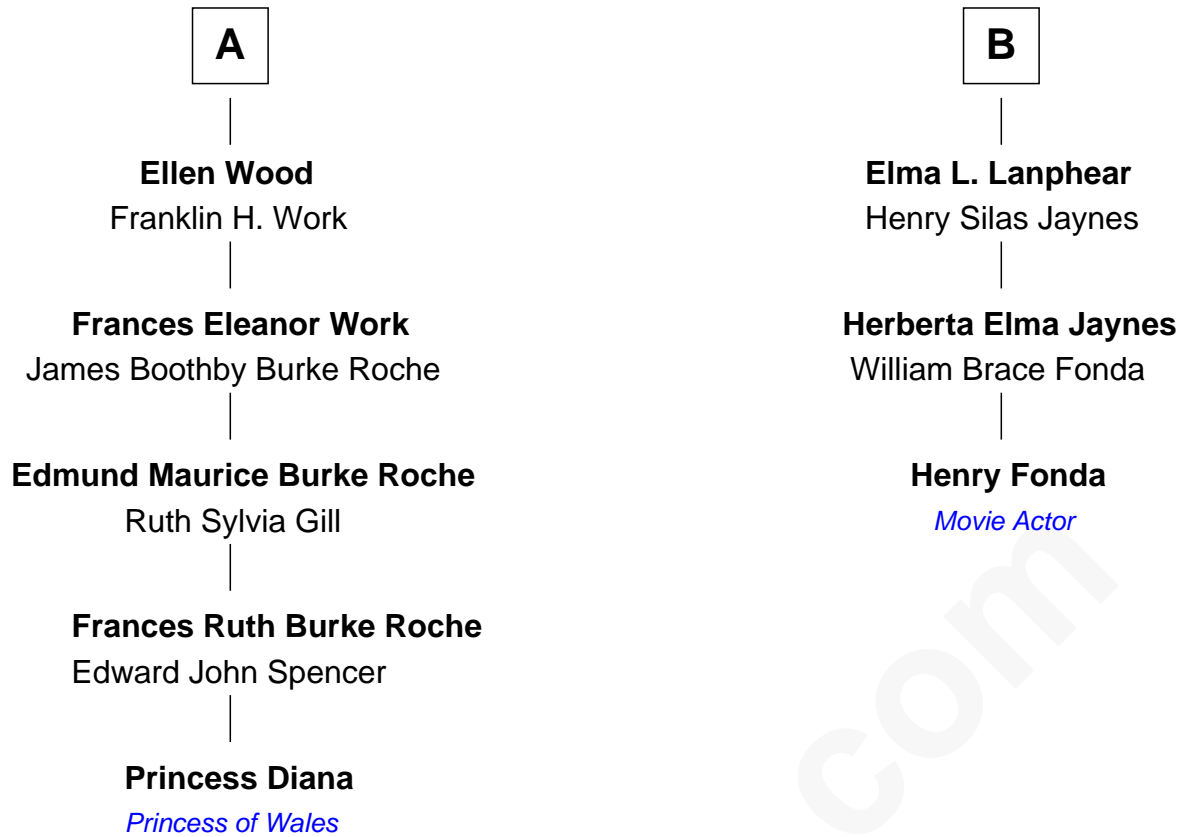 A
Ellen Wood
Franklin H. Work
Frances Eleanor Work
James Boothby Burke Roche
Edmund Maurice Burke Roche
Ruth Sylvia Gill
Frances Ruth Burke Roche
Edward John Spencer
Princess Diana
Princess of Wales
B
Elma L. Lanphear
Henry Silas Jaynes
Herberta Elma Jaynes
William Brace Fonda
Henry Fonda
Movie Actor
com